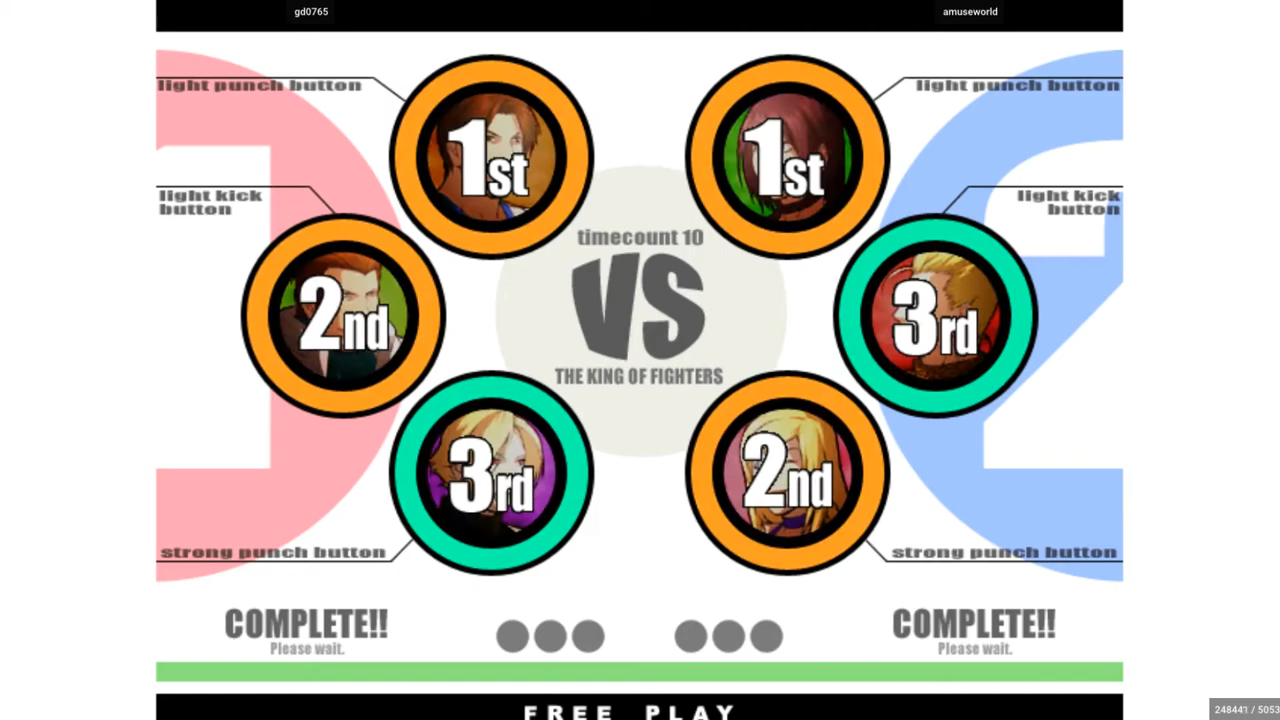 gd0765
amuseworld
light punch button
light punch button
1st
1st
light kick
button
light kick
button
timecount 10
VS
THE KING OF FIGHTERS
2nd
3rd
3rd
2nd
strong punch button
strong punch button
COMPLETE!!
Please wait.
COMPLETE!!
Please wait.
FREE PLAY
248441 / 5053